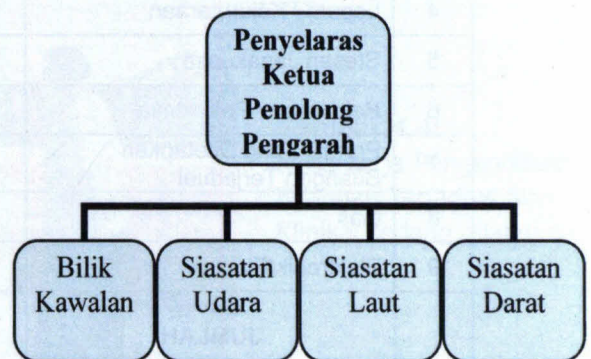 Penyelaras
Ketua
Penolong
Pengarah
Bilik
Kawalan
Siasatan
Udara
Siasatan
Laut
Siasatan
Darat